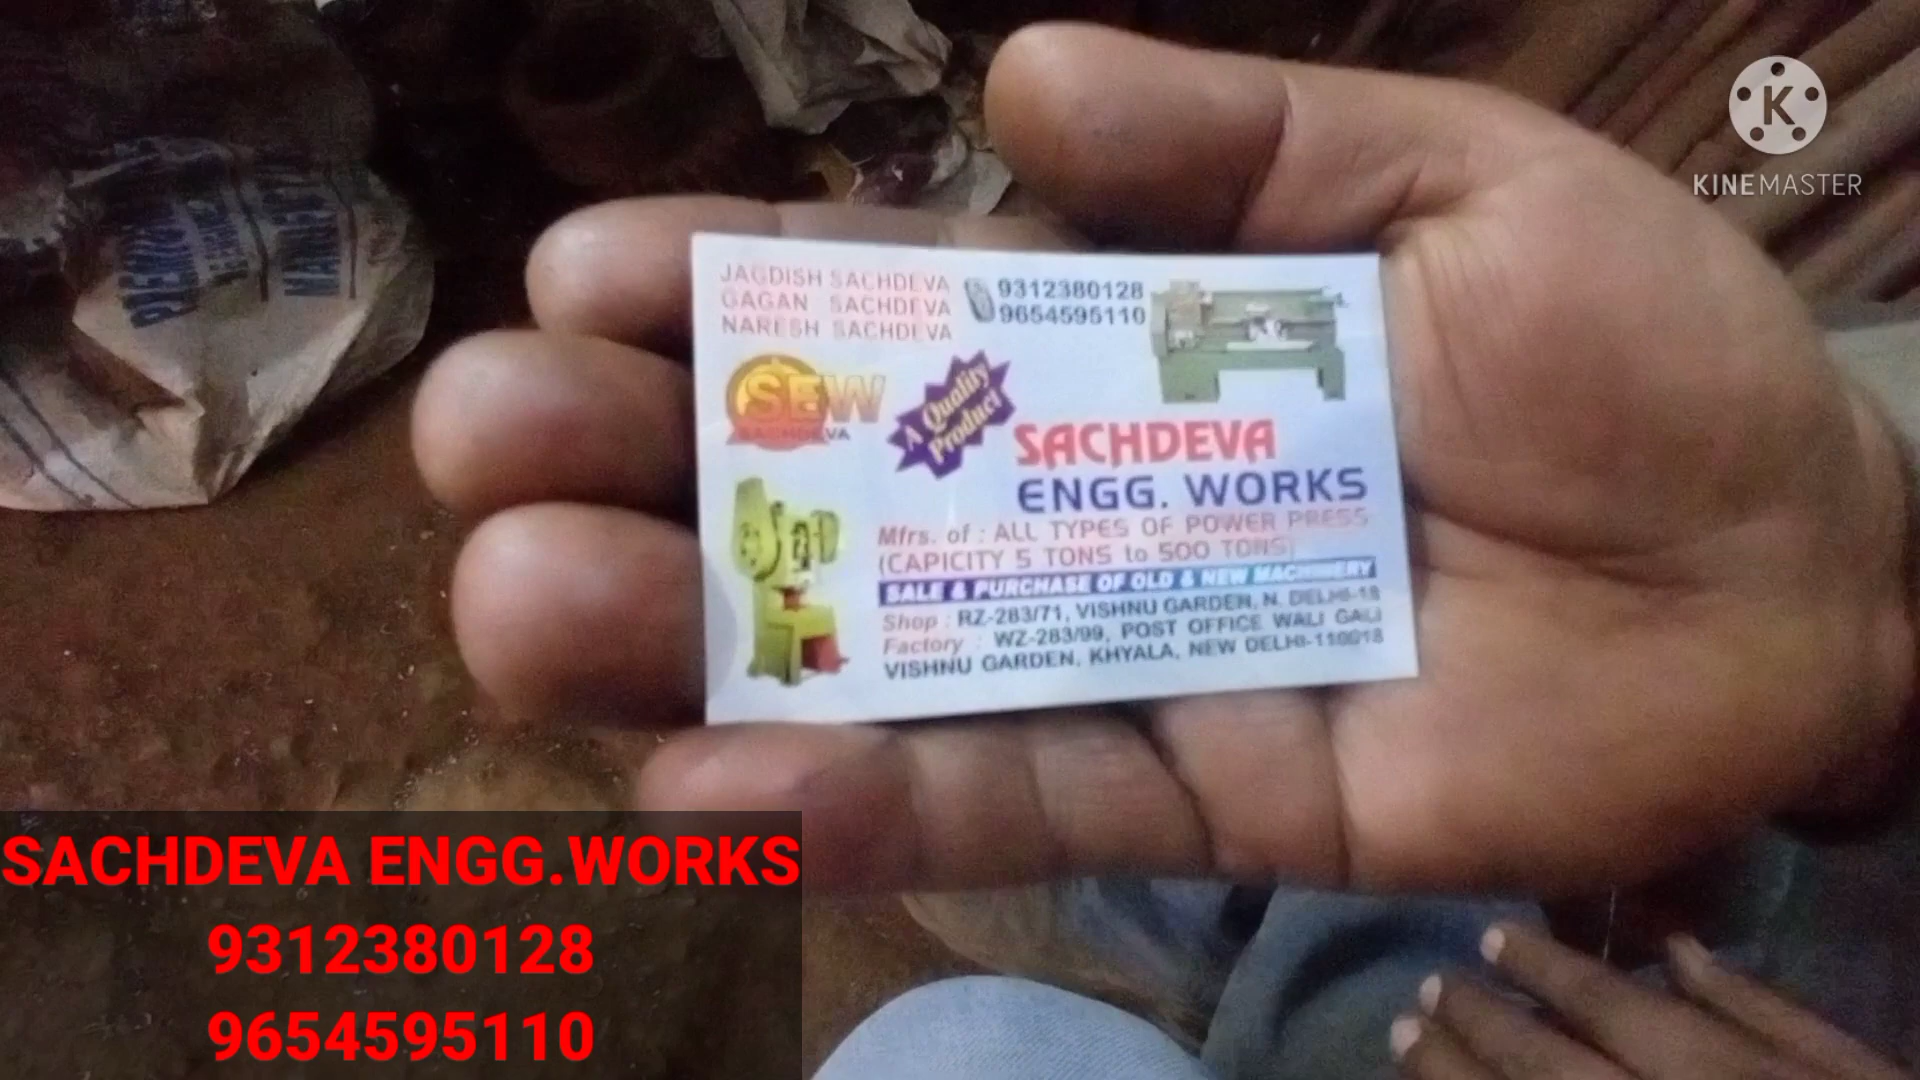 JAGDISH SACHDEVA
GAGAN SACHDEVA
NARESH SACHDEVA
9312380128
9654595110
SEW
SACHDEVA
A Quality
Product
SACHDEVA
ENGG. WORKS
Mfrs. of : ALL TYPES OF POWER PRESS
(CAPICITY 5 TONS to 500 TONS)
SALE & PURCHASE OF OLD & NEW MACHINERY
Shop : RZ-283/71, VISHNU GARDEN, N. DELHI-18
Factory : WZ-283/99, POST OFFICE WALI GALI
VISHNU GARDEN, KHYALA, NEW DELHI-110018
K
KINEMASTER
SACHDEVA ENGG.WORKS
9312380128
9654595110